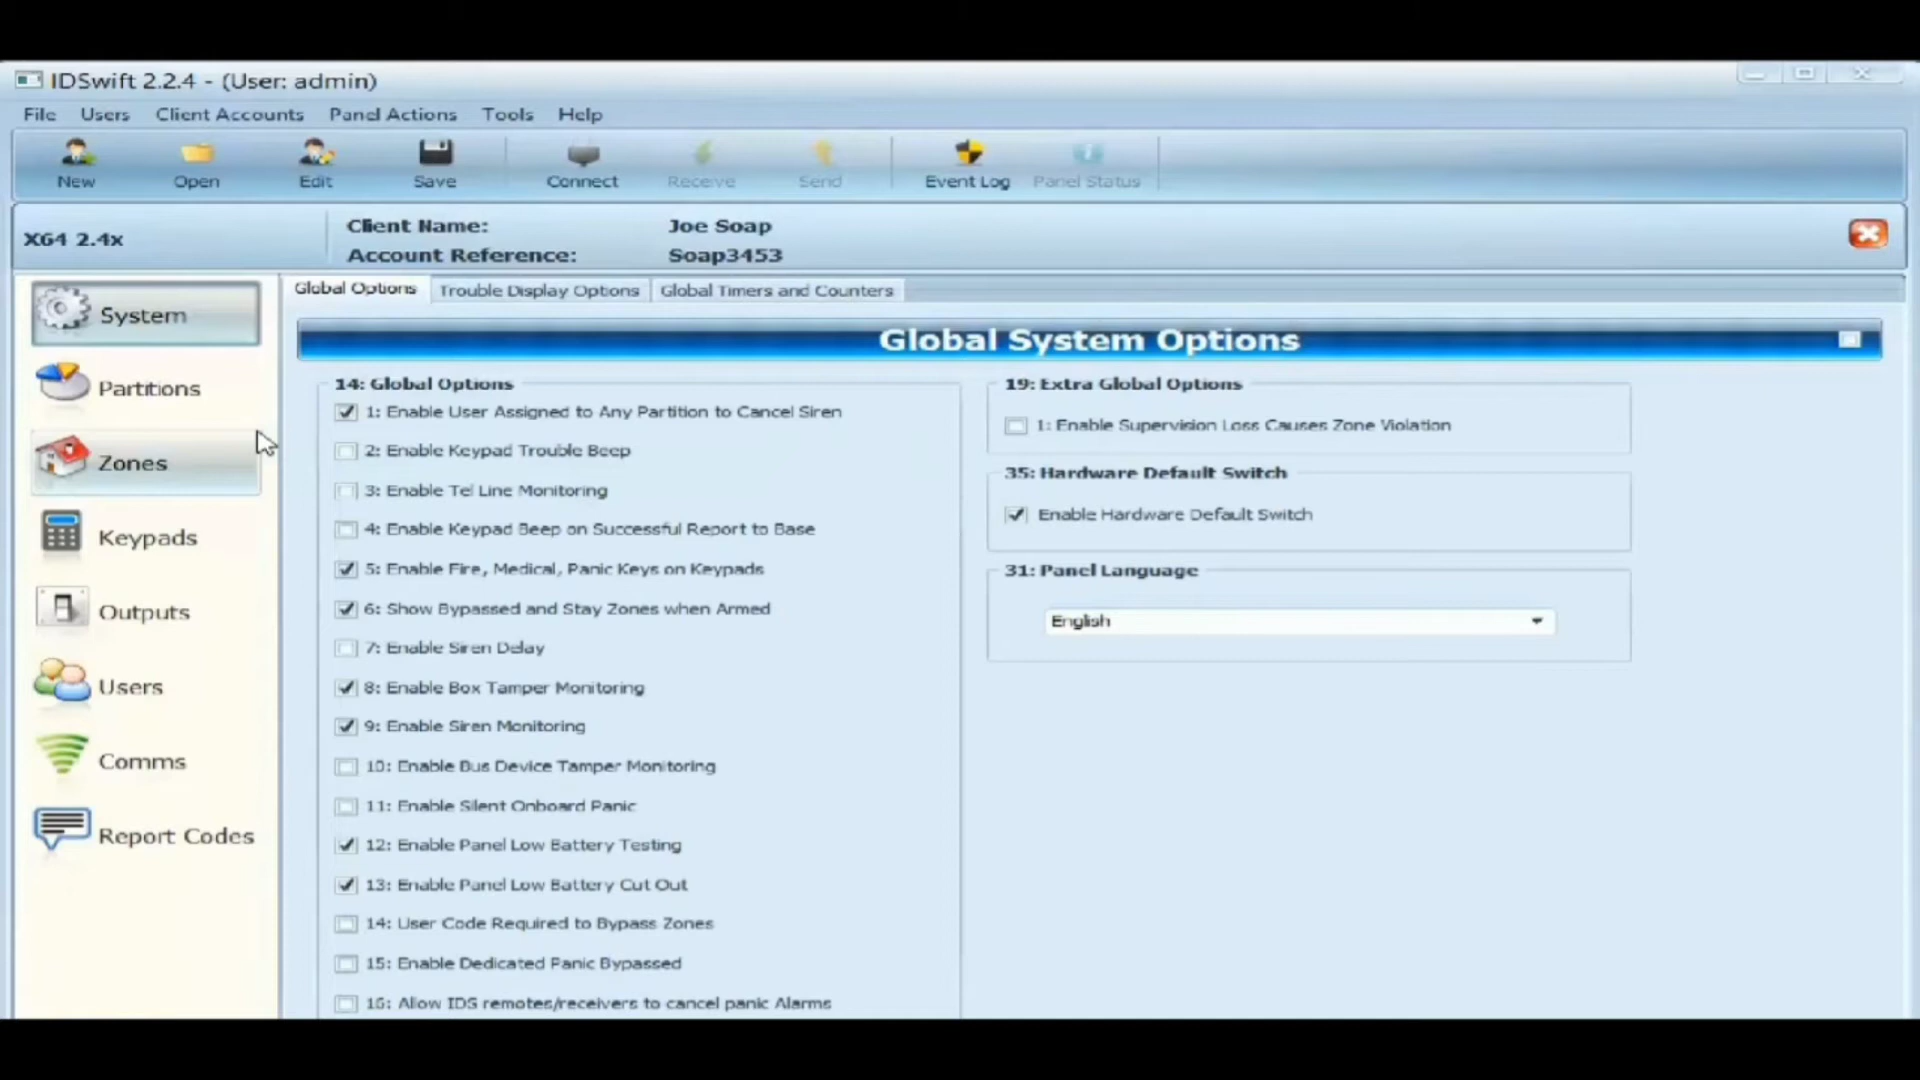 IDSwift 2.2.4 - (User: admin)
File Users Client Accounts Panel Actions Tools Help
New Open Edit Save Connect Receive Send Event Log Panel Status
X64 2.4x
Client Name: Joe Soap
Account Reference: Soap3453
System
Partitions
Zones
Keypads
Outputs
Users
Comms
Report Codes
Global Options Trouble Display Options Global Timers and Counters
Global System Options
14: Global Options
1: Enable User Assigned to Any Partition to Cancel Siren
2: Enable Keypad Trouble Beep
3: Enable Tel Line Monitoring
4: Enable Keypad Beep on Successful Report to Base
5: Enable Fire, Medical, Panic Keys on Keypads
6: Show Bypassed and Stay Zones when Armed
7: Enable Siren Delay
8: Enable Box Tamper Monitoring
9: Enable Siren Monitoring
10: Enable Bus Device Tamper Monitoring
11: Enable Silent Onboard Panic
12: Enable Panel Low Battery Testing
13: Enable Panel Low Battery Cut Out
14: User Code Required to Bypass Zones
15: Enable Dedicated Panic Bypassed
16: Allow IDS remotes/receivers to cancel panic Alarms
19: Extra Global Options
1: Enable Supervision Loss Causes Zone Violation
35: Hardware Default Switch
Enable Hardware Default Switch
31: Panel Language
English